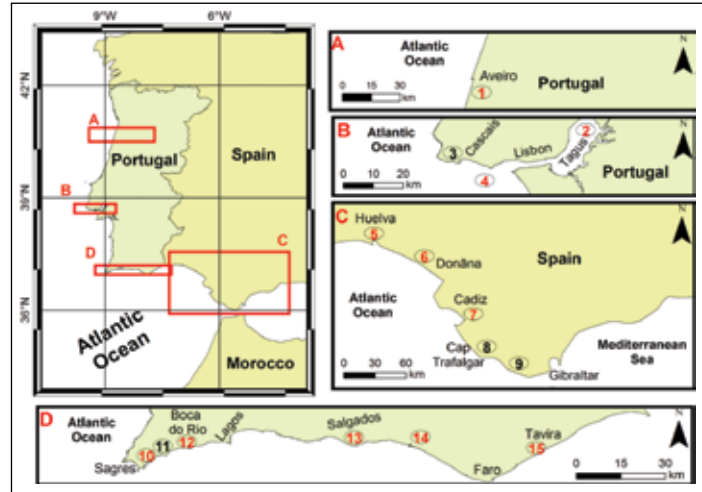 9°W 6°W
42°N
39°N
36°N
A
Portugal
Spain
B
D
C
Atlantic
Ocean
Morocco
A
Atlantic
Ocean
Aveiro
1
Portugal
N
0 15 30
km
B
Atlantic
Ocean
Cascais
3
Lisbon
2
Tagus
4
Portugal
N
0 10 20
km
C
Huelva
5
6
Donãna
Spain
N
Atlantic
Ocean
Cadiz
7
Cap
Trafalgar
8
9
Gibraltar
Mediterranean
Sea
0 30 60
km
D
Atlantic
Ocean
Boca
do Rio
Lagos
Salgados
Tavira
N
10
11
12
13
14
15
Sagres
Faro
0 15 30
km